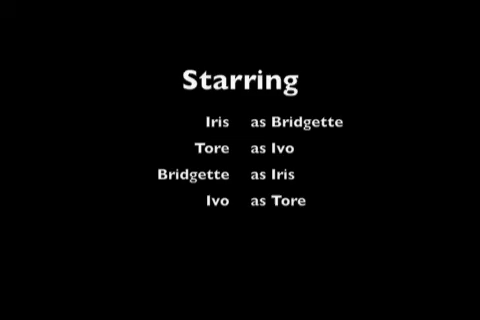 Starring
Iris as Bridgette
Tore as Ivo
Bridgette as Iris
Ivo as Tore